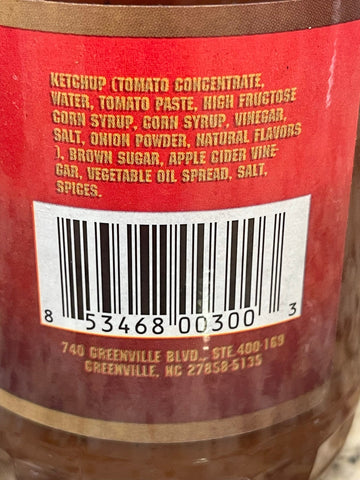 KETCHUP (TOMATO CONCENTRATE,
WATER, TOMATO PASTE, HIGH FRUCTOSE
CORN SYRUP, CORN SYRUP, VINEGAR,
SALT, ONION POWDER, NATURAL FLAVORS
), BROWN SUGAR, APPLE CIDER VINE-
GAR, VEGETABLE OIL SPREAD, SALT,
SPICES.
8 53468 00300 3
740 GREENVILLE BLVD., STE 400-169
GREENVILLE, NC 27858-5135